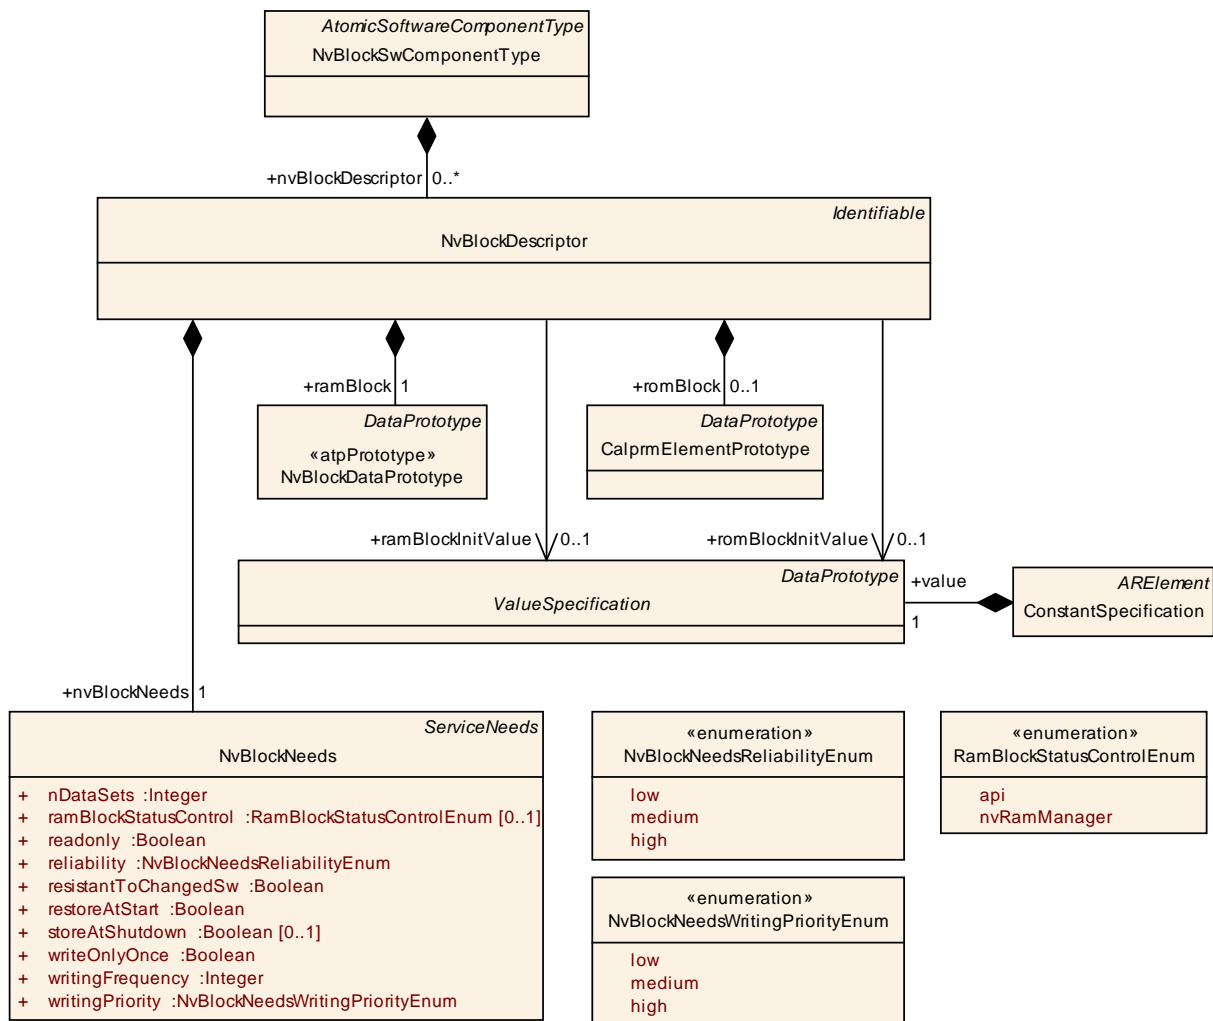 AtomicSoftwareComponentType
NvBlockSwComponentType
+nvBlockDescriptor 0..*
Identifiable
NvBlockDescriptor
+ramBlock 1
+romBlock 0..1
DataPrototype
«atpPrototype»
NvBlockDataPrototype
DataPrototype
CalprmElementPrototype
+ramBlockInitValue 0..1
+romBlockInitValue 0..1
DataPrototype
ValueSpecification
+value
1
ARElement
ConstantSpecification
+nvBlockNeeds 1
ServiceNeeds
NvBlockNeeds
+ nDataSets :Integer
+ ramBlockStatusControl :RamBlockStatusControlEnum [0..1]
+ readonly :Boolean
+ reliability :NvBlockNeedsReliabilityEnum
+ resistantToChangedSw :Boolean
+ restoreAtStart :Boolean
+ storeAtShutdown :Boolean [0..1]
+ writeOnlyOnce :Boolean
+ writingFrequency :Integer
+ writingPriority :NvBlockNeedsWritingPriorityEnum
«enumeration»
NvBlockNeedsReliabilityEnum
low
medium
high
«enumeration»
RamBlockStatusControlEnum
api
nvRamManager
«enumeration»
NvBlockNeedsWritingPriorityEnum
low
medium
high